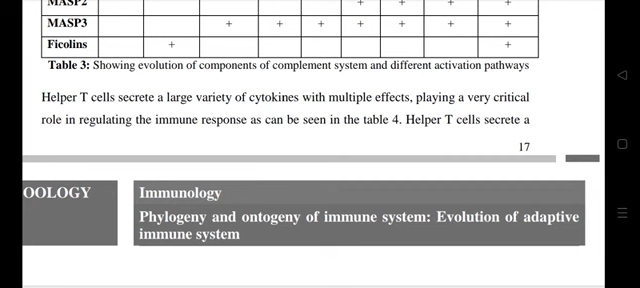 MASP2 + + + +
MASP3 + + + + + + +
Ficolins + +
Table 3: Showing evolution of components of complement system and different activation pathways
Helper T cells secrete a large variety of cytokines with multiple effects, playing a very critical
role in regulating the immune response as can be seen in the table 4. Helper T cells secrete a
17
OOLOGY
Immunology
Phylogeny and ontogeny of immune system: Evolution of adaptive
immune system